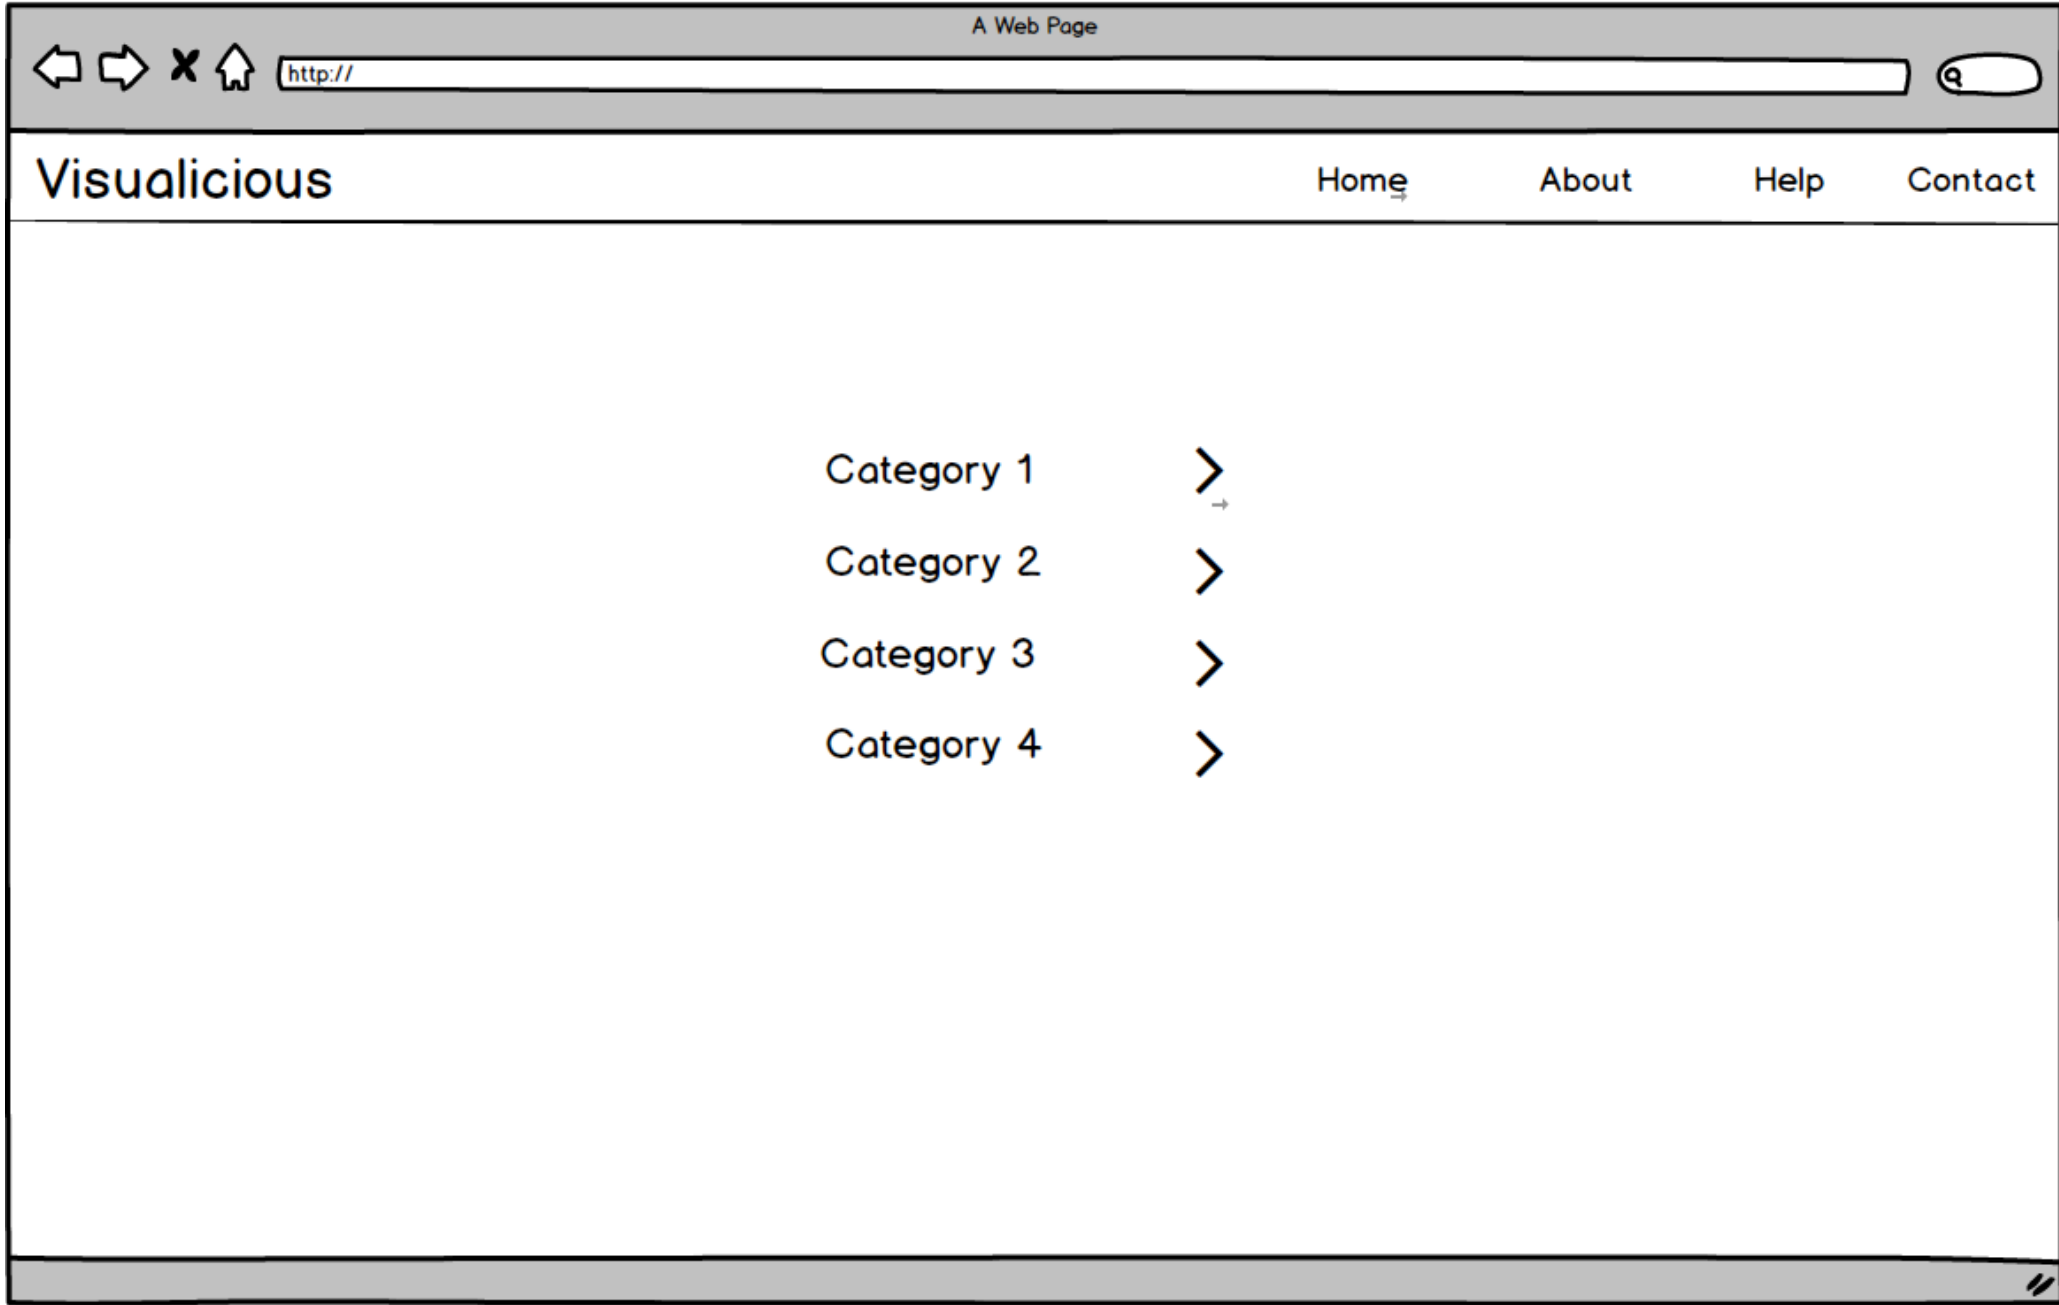 A Web Page
http://
Visualicious Home About Help Contact
Category 1
Category 2
Category 3
Category 4